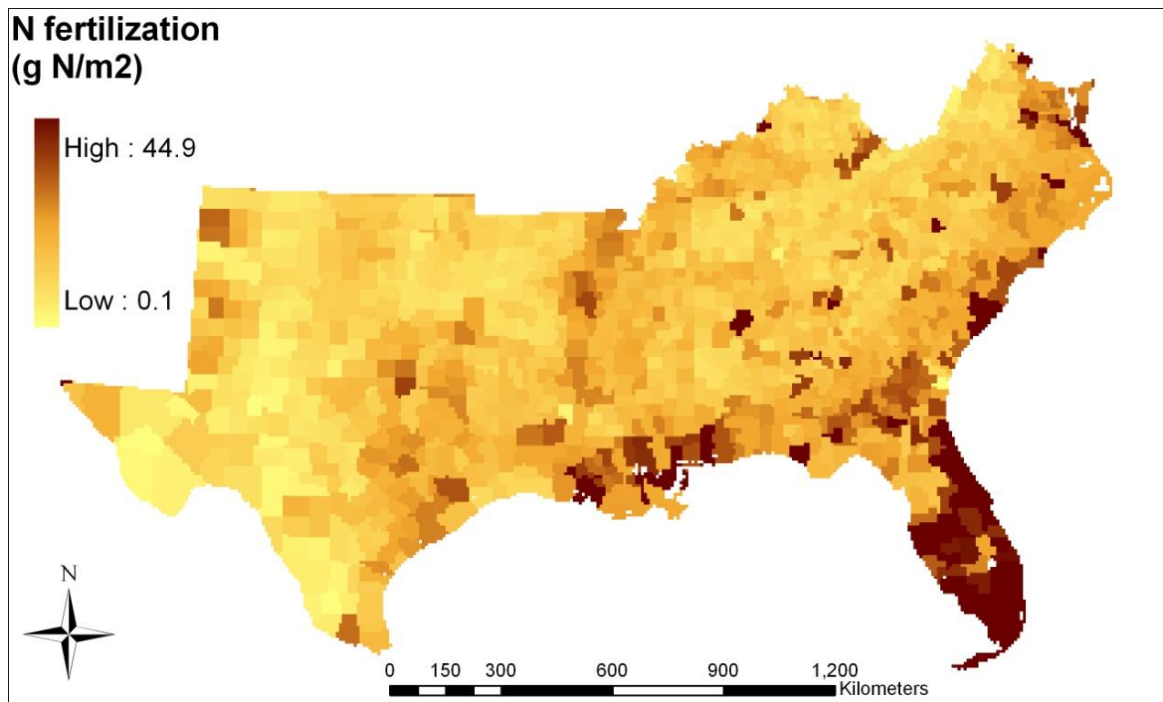 N fertilization
(g N/m2)
High : 44.9
Low : 0.1
N
0 150 300 600 900 1,200
Kilometers